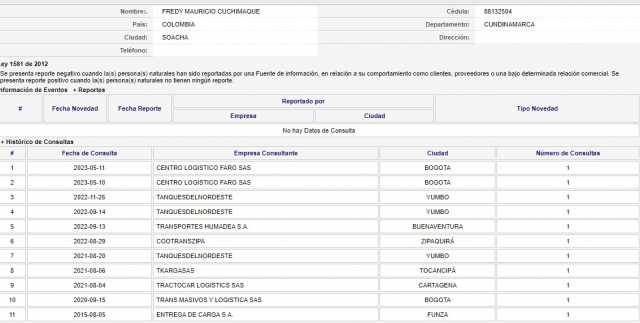 Nombre:. FREDY MAURICIO CUCHIMAQUE Cédula: 88132504
País: COLOMBIA Departamento: CUNDINAMARCA
Ciudad: SOACHA Dirección:
Teléfono:
Ley 1581 de 2012
Se presenta reporte negativo cuando la(s) persona(s) naturales han sido reportadas por una Fuente de información, en relación a su comportamiento como clientes, proveedores o una bajo determinada relación comercial. Se
presenta reporte positivo cuando la(s) persona(s) naturales no tienen ningún reporte.
nformación de Eventos + Reportes
# Fecha Novedad Fecha Reporte Reportado por Tipo Novedad
Empresa Ciudad
No hay Datos de Consulta
+ Histórico de Consultas
# Fecha de Consulta Empresa Consultante Ciudad Número de Consultas
1 2023-05-11 CENTRO LOGISTICO FARO SAS BOGOTA 1
2 2023-05-10 CENTRO LOGISTICO FARO SAS BOGOTA 1
3 2022-11-26 TANQUESDELNORDESTE YUMBO 1
4 2022-09-14 TANQUESDELNORDESTE YUMBO 1
5 2022-09-13 TRANSPORTES HUMADEA S.A. BUENAVENTURA 1
6 2022-08-29 COOTRANSZIPA ZIPAQUIRÁ 1
7 2021-08-20 TANQUESDELNORDESTE YUMBO 1
8 2021-08-06 TKARGASAS TOCANCIPÁ 1
9 2021-08-04 TRACTOCAR LOGISTICS SAS CARTAGENA 1
10 2020-09-15 TRANS MASIVOS Y LOGISTICA SAS BOGOTA 1
11 2015-08-05 ENTREGA DE CARGA S.A. FUNZA 1